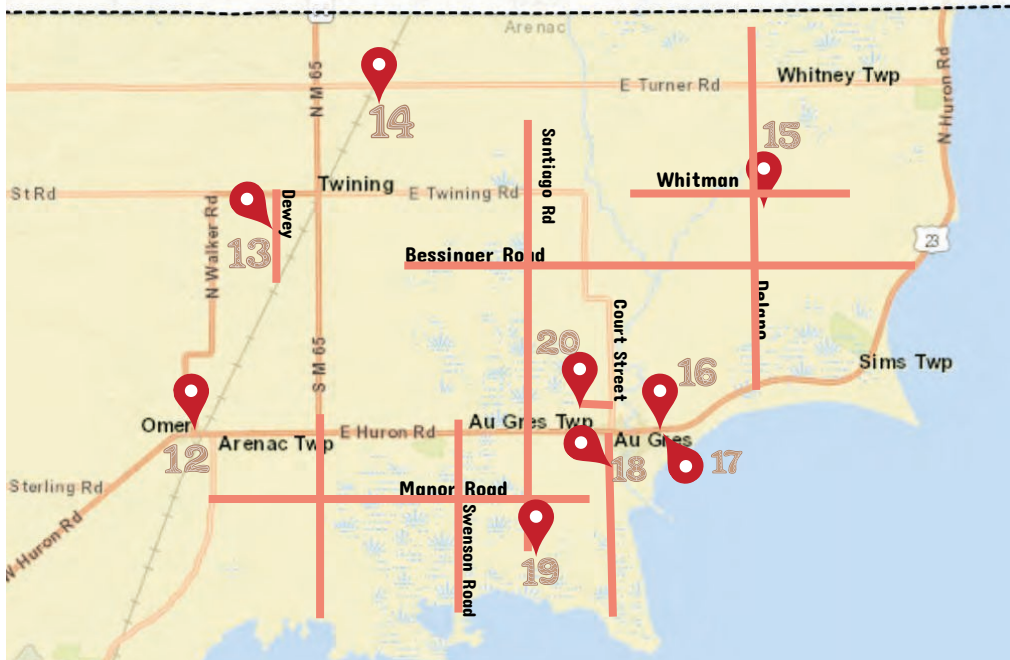 Arenac
N M 65
E Turner Rd
Whitney Twp
N Huron Rd
14
15
Santiago Rd
St Rd
Twining
E Twining Rd
Whitman
Dewey
N Walker Rd
13
23
Bessinger Road
Delano
Court Street
S M 65
20
16
Sims Twp
Omer
Arenac Twp
E Huron Rd
Au Gres Twp
Au Gres
12
18
17
Sterling Rd
Manor Road
Swenson Road
N Huron Rd
19